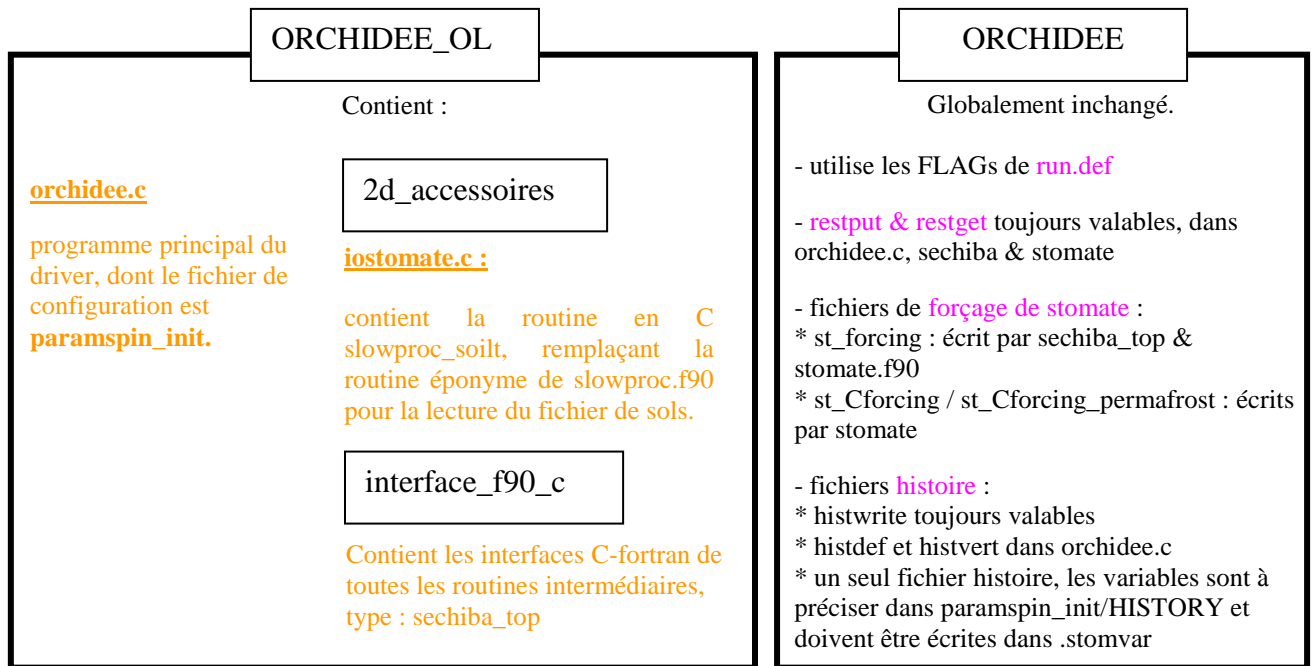 ORCHIDEE_OL
Contient :
orchidee.c
programme principal du
driver, dont le fichier de
configuration est
paramspin_init.
2d_accessoires
iostomate.c :
contient la routine en C
slowproc_soilt, remplaçant la
routine éponyme de slowproc.f90
pour la lecture du fichier de sols.
interface_f90_c
Contient les interfaces C-fortran de
toutes les routines intermédiaires,
type : sechiba_top
ORCHIDEE
Globalement inchangé.
- utilise les FLAGs de run.def
- restput & restget toujours valables, dans
orchidee.c, sechiba & stomate
- fichiers de forçage de stomate :
* st_forcing : écrit par sechiba_top &
stomate.f90
* st_Cforcing / st_Cforcing_permafrost : écrits
par stomate
- fichiers histoire :
* histwrite toujours valables
* histdef et histvert dans orchidee.c
* un seul fichier histoire, les variables sont à
préciser dans paramspin_init/HISTORY et
doivent être écrites dans .stomvar